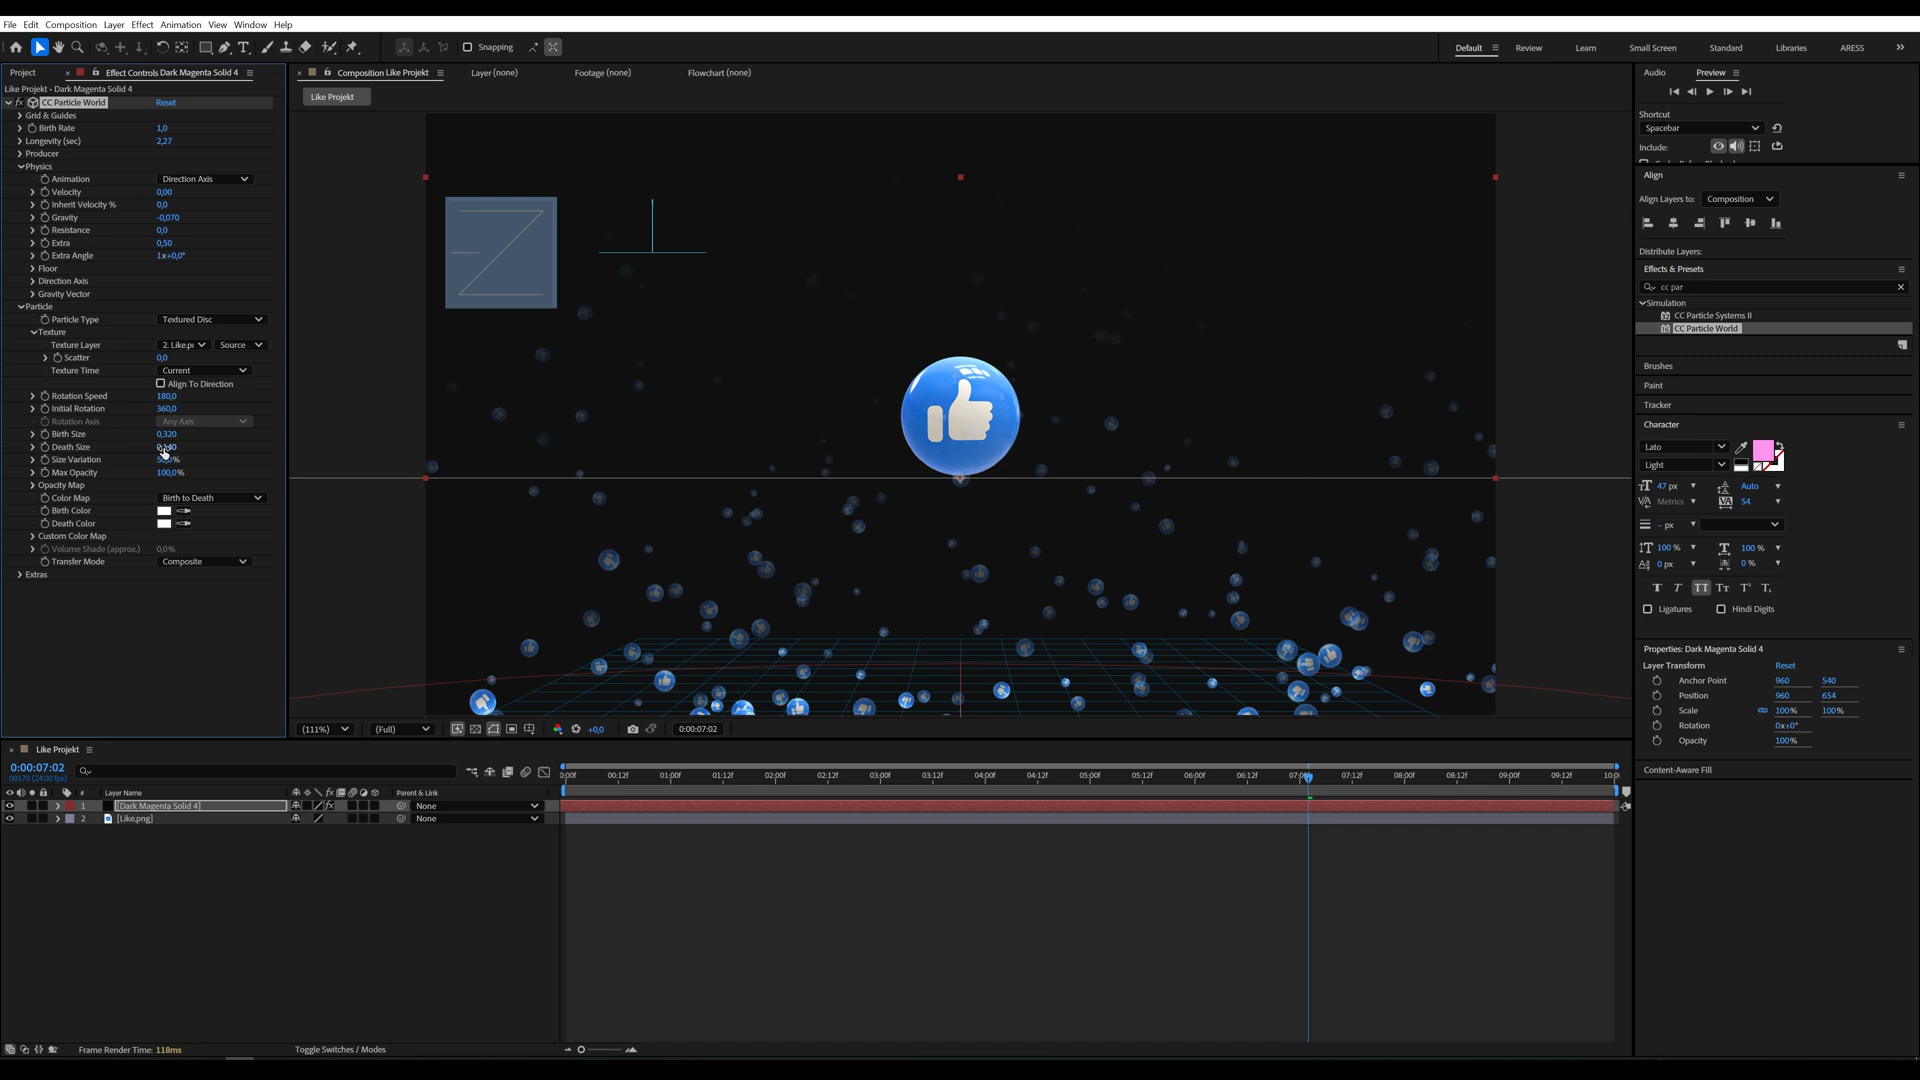 File Edit Composition Layer Effect Animation View Window Help
Snapping
Default Review Learn Small Screen Standard Libraries ARESS
Project
Effect Controls Dark Magenta Solid 4
Like Projekt • Dark Magenta Solid 4
fx CC Particle World Reset
Grid & Guides
Birth Rate 1,0
Longevity (sec) 2,27
Producer
Physics
Animation Direction Axis
Velocity 0,00
Inherit Velocity % 0,0
Gravity -0,070
Resistance 0,0
Extra 0,50
Extra Angle 1x+0,0°
Floor
Direction Axis
Gravity Vector
Particle
Particle Type Textured Disc
Texture
Texture Layer 2. Like.p Source
Scatter 0,0
Texture Time Current
Align To Direction
Rotation Speed 180,0
Initial Rotation 360,0
Rotation Axis Any Axis
Birth Size 0,320
Death Size
Size Variation
Max Opacity 100,0%
Opacity Map
Color Map Birth to Death
Birth Color
Death Color
Custom Color Map
Volume Shade (approx.) 0,0%
Transfer Mode Composite
Extras
Composition Like Projekt Layer (none) Footage (none) Flowchart (none)
Like Projekt
(111%) (Full) +0,0 0:00:07:02
Audio Preview
Shortcut
Spacebar
Include:
Align
Align Layers to: Composition
Distribute Layers:
Effects & Presets
cc par
Simulation
CC Particle Systems II
CC Particle World
Brushes
Paint
Tracker
Character
Lato
Light
47 px Auto
Metrics 54
- px
100 % 100 %
0 px 0 %
Ligatures Hindi Digits
Properties: Dark Magenta Solid 4
Layer Transform Reset
Anchor Point 960 540
Position 960 654
Scale 100% 100%
Rotation 0x+0°
Opacity 100%
Content-Aware Fill
Like Projekt
0:00:07:02
00170 (24.00 fps)
# Layer Name Parent & Link
1 [Dark Magenta Solid 4] None
2 [Like.png] None
:00f 00:12f 01:00f 01:12f 02:00f 02:12f 03:00f 03:12f 04:00f 04:12f 05:00f 05:12f 06:00f 06:12f 07:00f 07:12f 08:00f 08:12f 09:00f 09:12f 10:0
Frame Render Time: 118ms
Toggle Switches / Modes